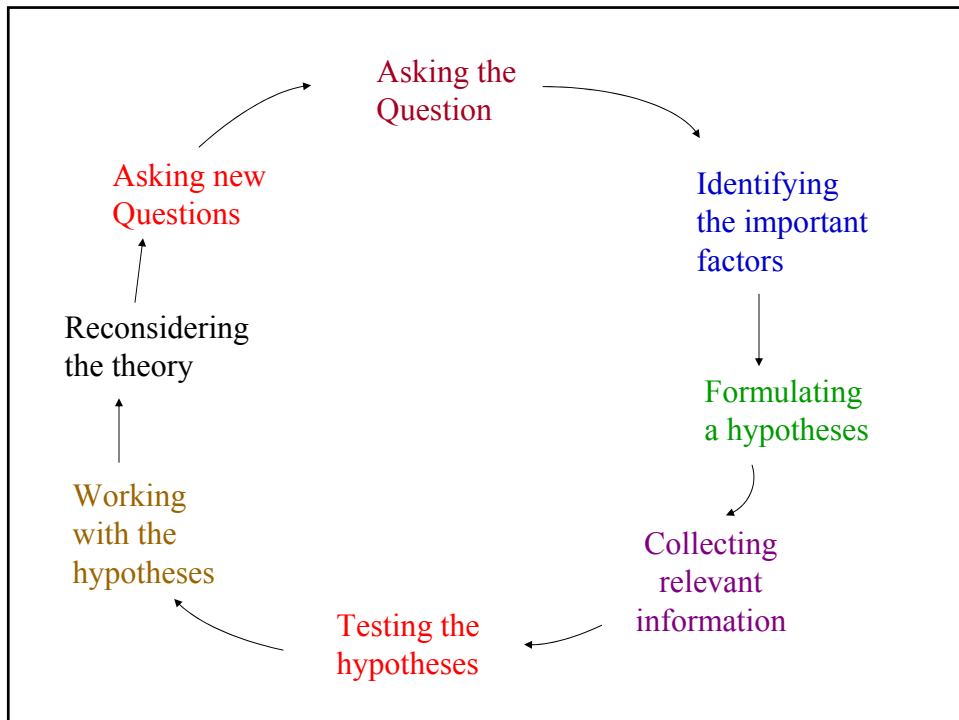 Asking the
Question
Identifying
the important
factors
Formulating
a hypotheses
Collecting
relevant
information
Testing the
hypotheses
Working
with the
hypotheses
Reconsidering
the theory
Asking new
Questions